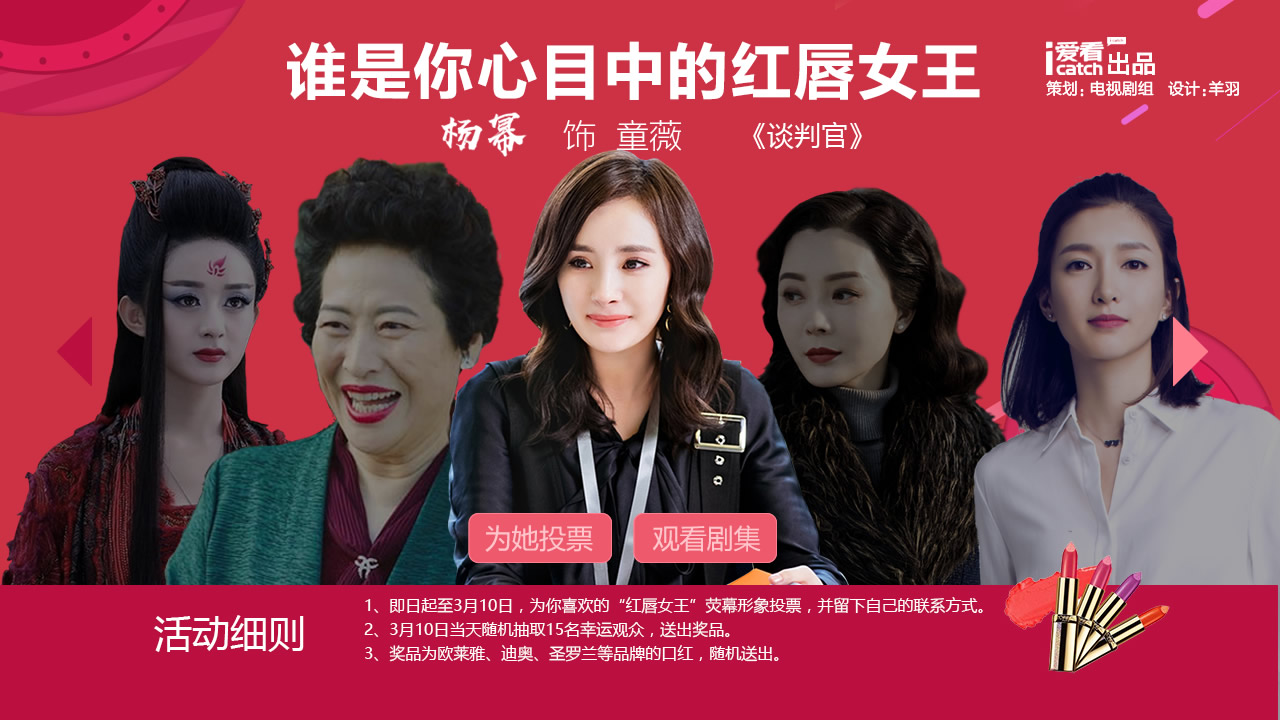 谁是你心目中的红唇女王
i爱看
catch 出品
策划：电视剧组 设计：羊羽
杨幂 饰 童薇 《谈判官》
为她投票 观看剧集
活动细则
1、即日起至3月10日，为你喜欢的“红唇女王”荧幕形象投票，并留下自己的联系方式。
2、3月10日当天随机抽取15名幸运观众，送出奖品。
3、奖品为欧莱雅、迪奥、圣罗兰等品牌的口红，随机送出。